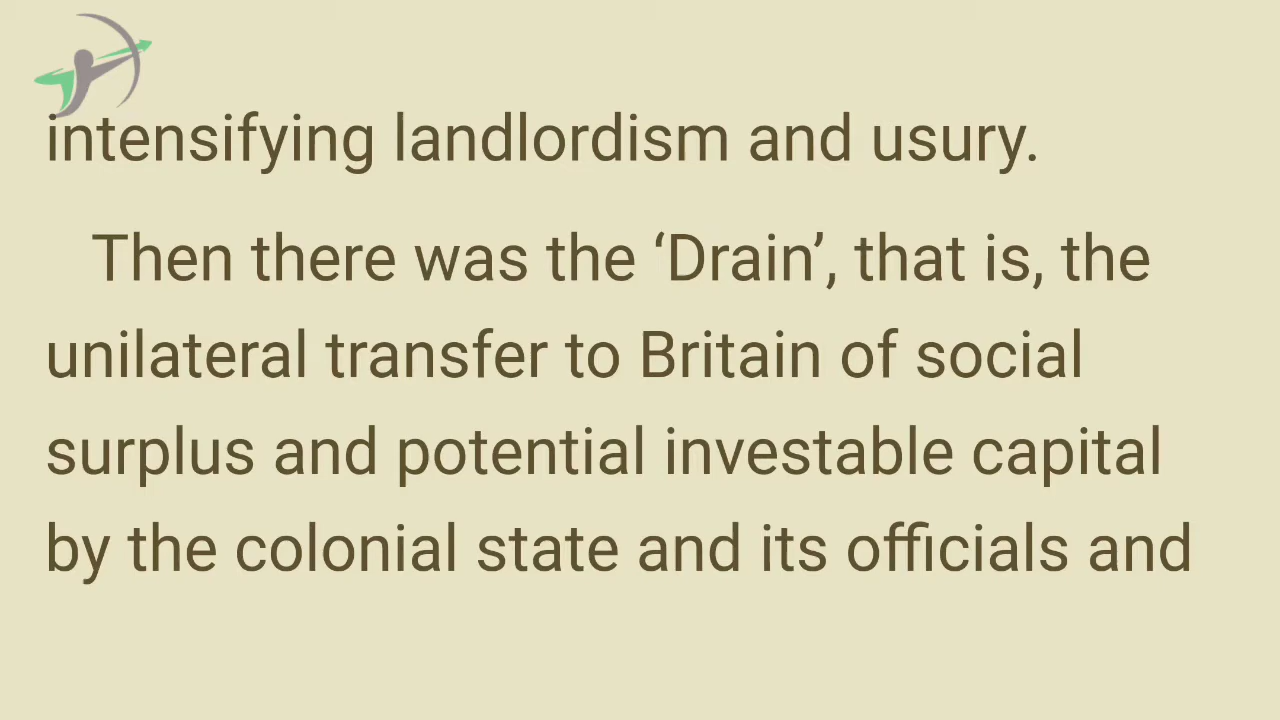 intensifying landlordism and usury.
Then there was the ‘Drain’, that is, the
unilateral transfer to Britain of social
surplus and potential investable capital
by the colonial state and its officials and